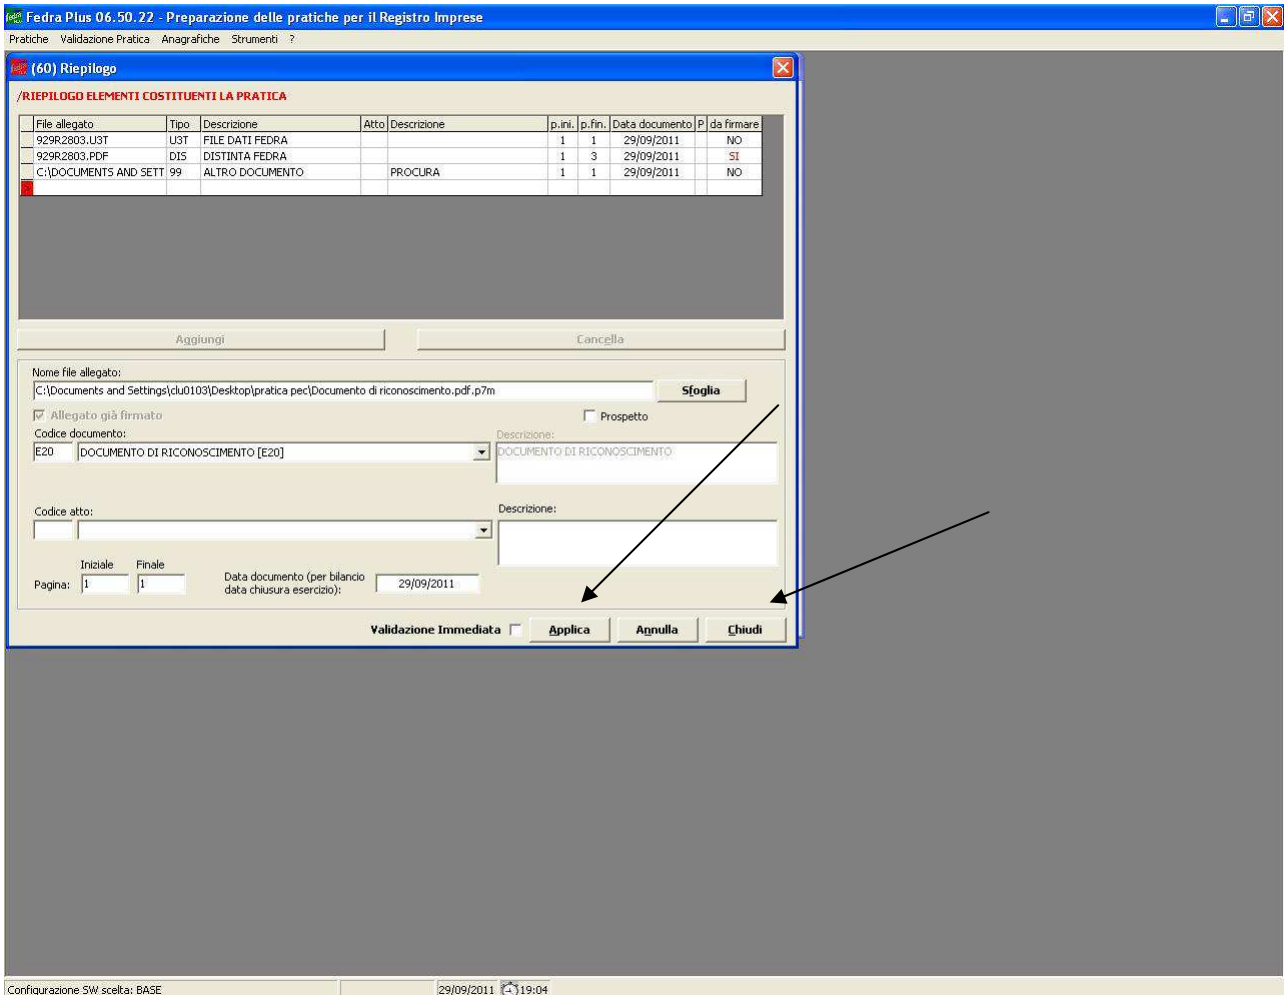 Fedra Plus 06.50.22 - Preparazione delle pratiche per il Registro Imprese
Pratiche Validazione Pratica Anagrafiche Strumenti ?
(60) Riepilogo
/RIEPILOGO ELEMENTI COSTITUENTI LA PRATICA
File allegato Tipo Descrizione Atto Descrizione p.ini. p.fin. Data documento P da firmare
929R2803.U3T U3T FILE DATI FEDRA 1 1 29/09/2011 NO
929R2803.PDF DIS DISTINTA FEDRA 1 3 29/09/2011 SI
C:\DOCUMENTS AND SETT 99 ALTRO DOCUMENTO PROCURA 1 1 29/09/2011 NO
Aggiungi Cancella
Nome file allegato:
C:\Documents and Settings\clu0103\Desktop\pratica pec\Documento di riconoscimento.pdf.p7m Sfoglia
Allegato già firmato Prospetto
Codice documento: Descrizione:
E20 DOCUMENTO DI RICONOSCIMENTO [E20] DOCUMENTO DI RICONOSCIMENTO
Codice atto: Descrizione:
Iniziale Finale
Pagina: 1 1 Data documento (per bilancio data chiusura esercizio): 29/09/2011
Validazione Immediata Applica Annulla Chiudi
Configurazione SW scelta: BASE 29/09/2011 19:04